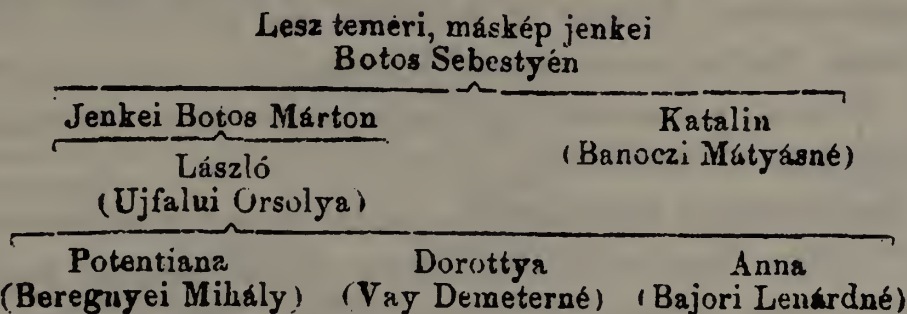 Lesz teméri, máskép jenkei
Botos Sebestyén
Jenkei Botos Márton Katalin
(Banoczi Mátyásné)
László
(Ujfalui Orsolya)
Potentiana Dorottya Anna
(Beregnyei Mihály) (Vay Demeterné) (Bajori Lenárdné)